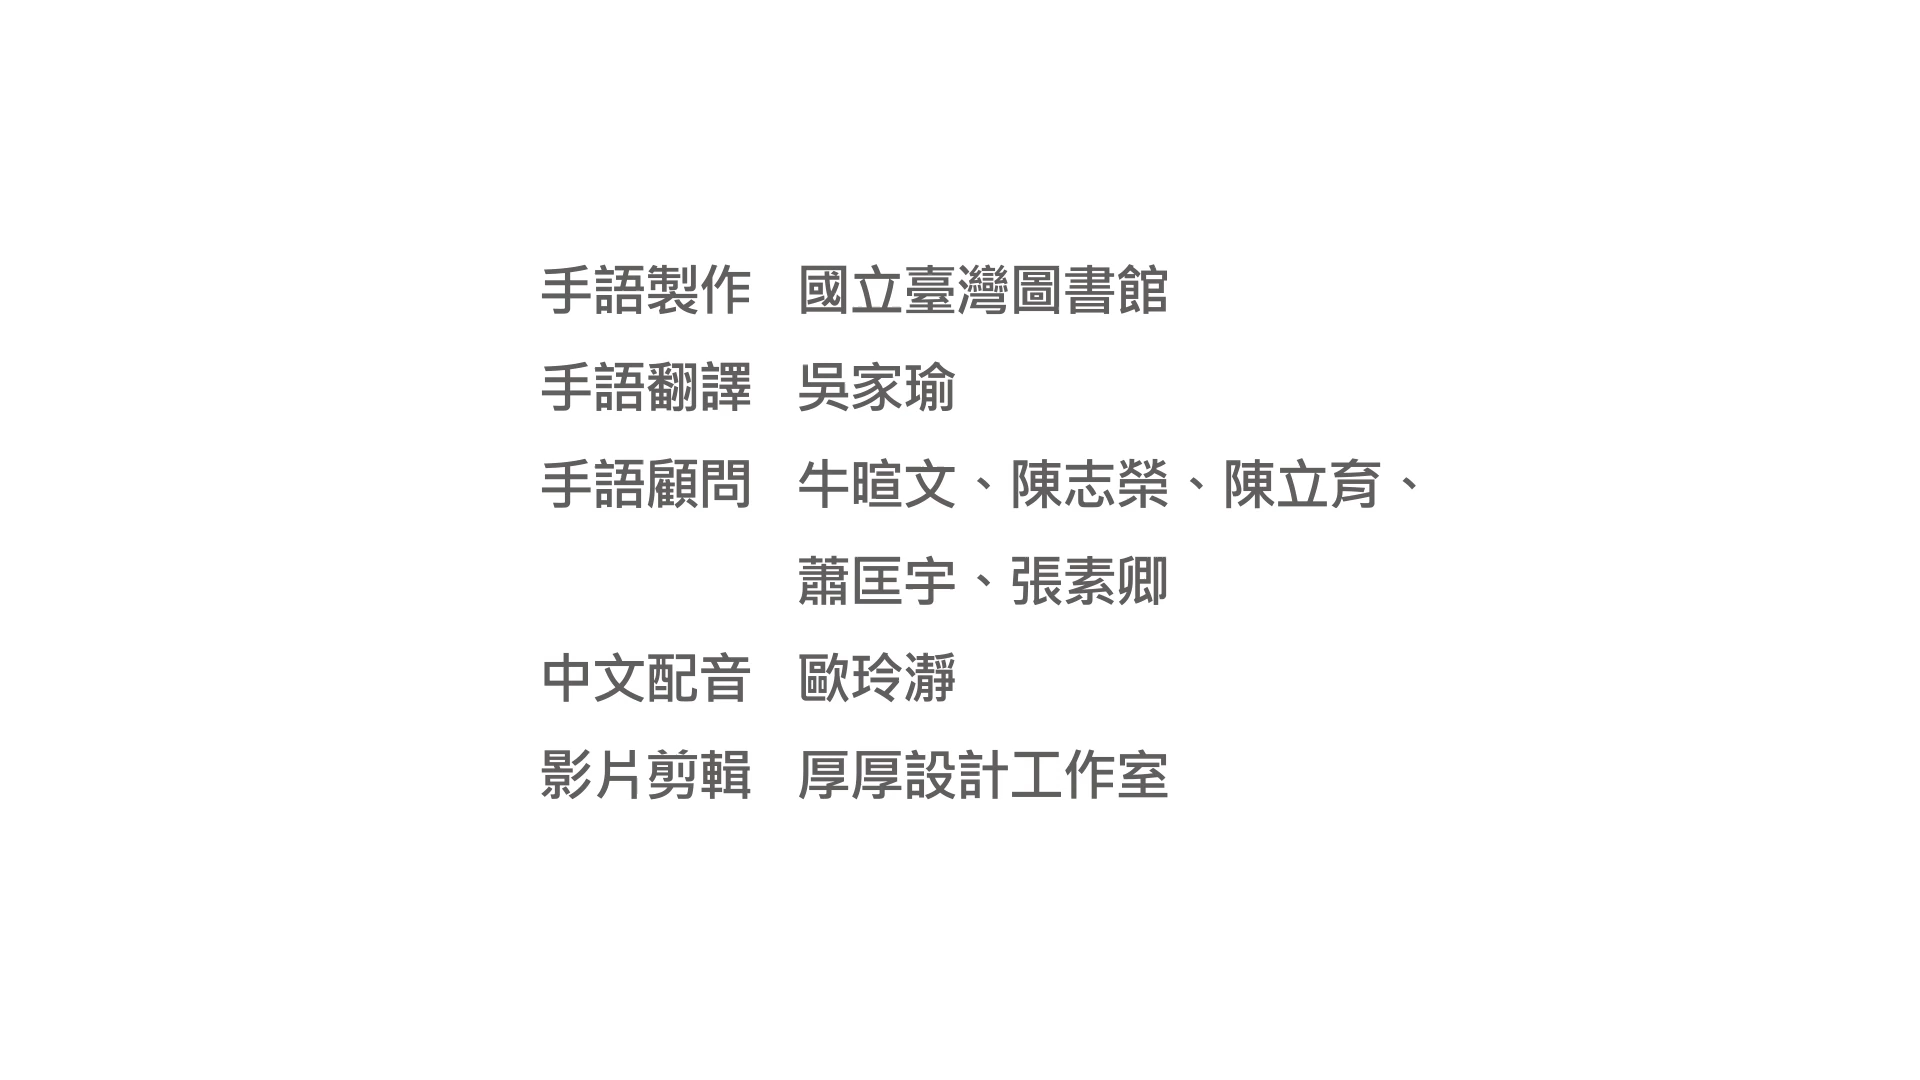 手語製作　國立臺灣圖書館
手語翻譯　吳家瑜
手語顧問　牛暄文、陳志榮、陳立育、
蕭匡宇、張素卿
中文配音　歐玲瀞
影片剪輯　厚厚設計工作室